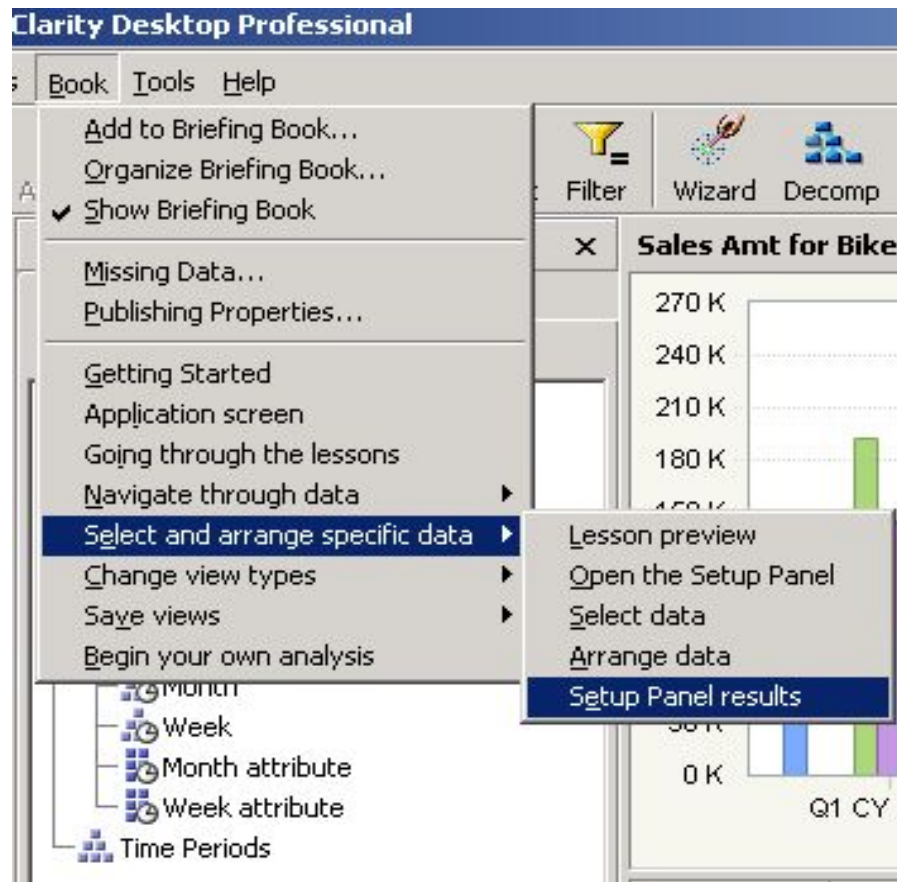 Clarity Desktop Professional
Book Tools Help
Add to Briefing Book...
Organize Briefing Book...
Show Briefing Book
Missing Data...
Publishing Properties...
Getting Started
Application screen
Going through the lessons
Navigate through data
Select and arrange specific data
Change view types
Save views
Begin your own analysis
Lesson preview
Open the Setup Panel
Select data
Arrange data
Setup Panel results
Filter Wizard Decomp
Sales Amt for Bike
270 K
240 K
210 K
180 K
0 K
Q1 CY
Month
Week
Month attribute
Week attribute
Time Periods